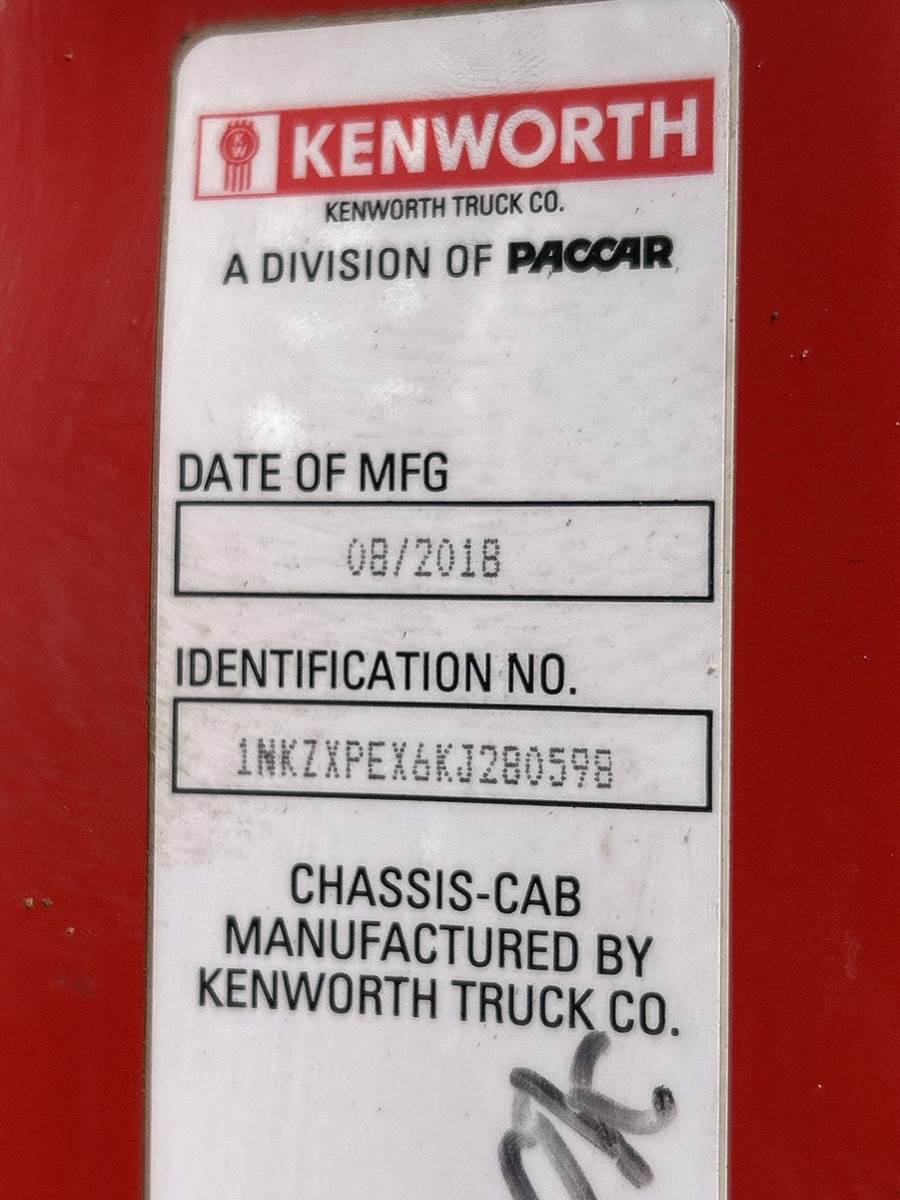 KW
KENWORTH
KENWORTH TRUCK CO.
A DIVISION OF PACCAR
DATE OF MFG
08/2018
IDENTIFICATION NO.
1NKZXPEX6KJ280598
CHASSIS-CAB
MANUFACTURED BY
KENWORTH TRUCK CO.